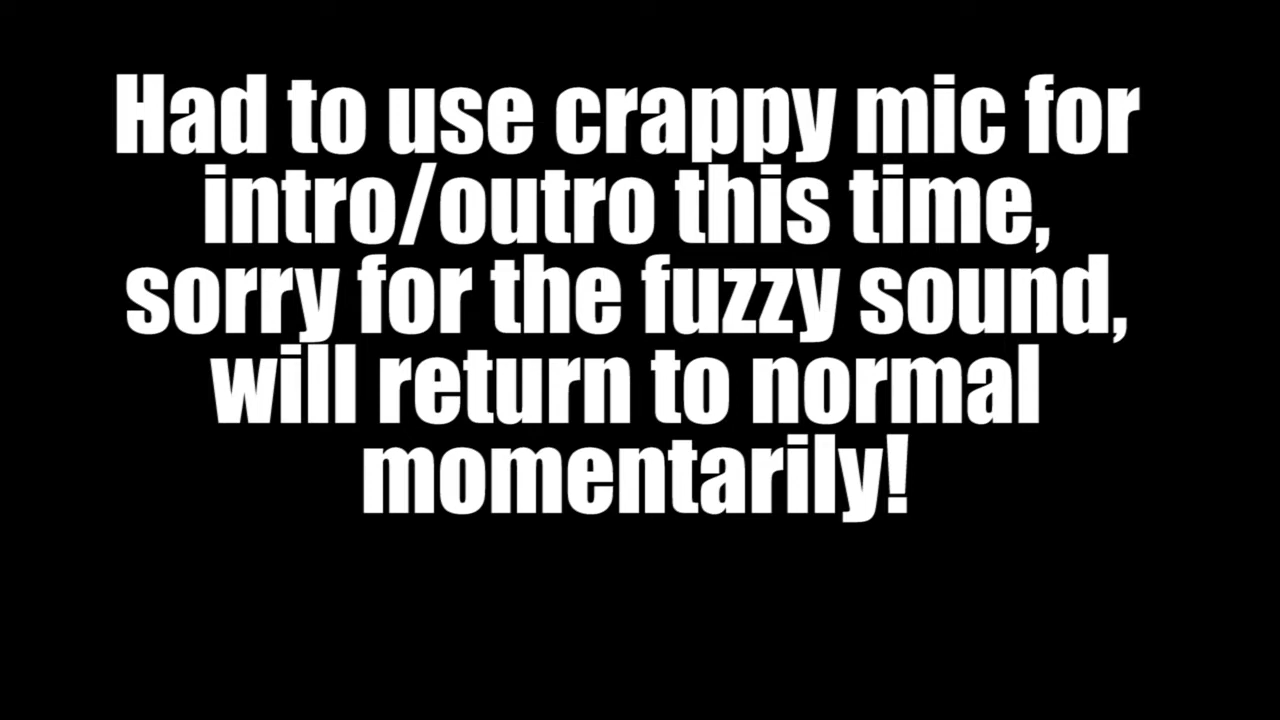 Had to use crappy mic for
intro/outro this time,
sorry for the fuzzy sound,
will return to normal
momentarily!